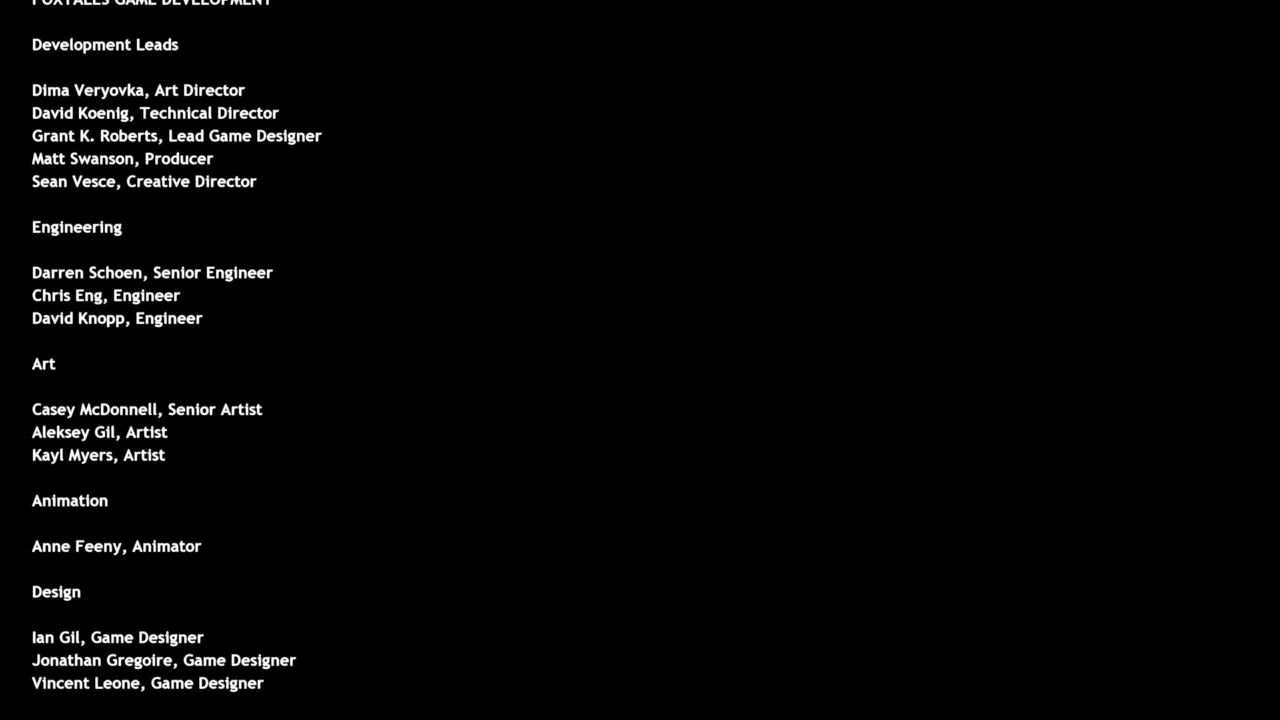 FOXTALES GAME DEVELOPMENT
Development Leads
Dima Veryovka, Art Director
David Koenig, Technical Director
Grant K. Roberts, Lead Game Designer
Matt Swanson, Producer
Sean Vesce, Creative Director
Engineering
Darren Schoen, Senior Engineer
Chris Eng, Engineer
David Knopp, Engineer
Art
Casey McDonnell, Senior Artist
Aleksey Gil, Artist
Kayl Myers, Artist
Animation
Anne Feeny, Animator
Design
Ian Gil, Game Designer
Jonathan Gregoire, Game Designer
Vincent Leone, Game Designer